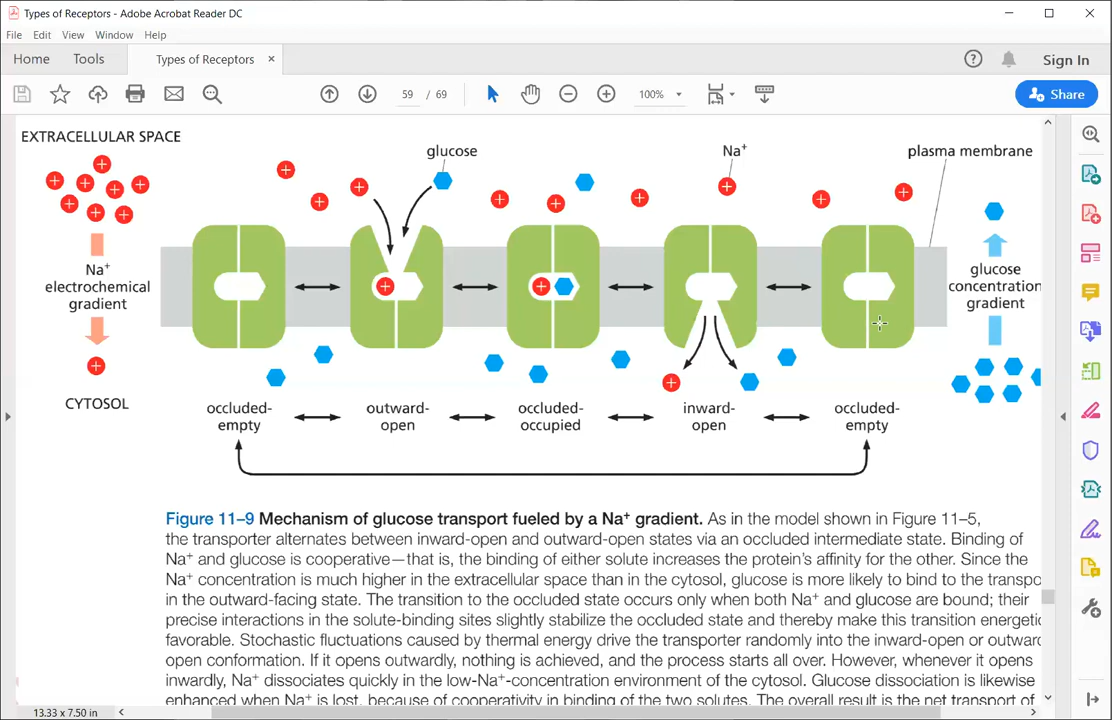 Types of Receptors - Adobe Acrobat Reader DC
File Edit View Window Help
Home Tools Types of Receptors ×
Sign In
59 / 69
100%
Share
EXTRACELLULAR SPACE
glucose
Na⁺
plasma membrane
Na⁺
electrochemical
gradient
glucose
concentration
gradient
CYTOSOL
occluded-
empty
outward-
open
occluded-
occupied
inward-
open
occluded-
empty
Figure 11–9 Mechanism of glucose transport fueled by a Na⁺ gradient. As in the model shown in Figure 11–5,
the transporter alternates between inward-open and outward-open states via an occluded intermediate state. Binding of
Na⁺ and glucose is cooperative—that is, the binding of either solute increases the protein's affinity for the other. Since the
Na⁺ concentration is much higher in the extracellular space than in the cytosol, glucose is more likely to bind to the transpo
in the outward-facing state. The transition to the occluded state occurs only when both Na⁺ and glucose are bound; their
precise interactions in the solute-binding sites slightly stabilize the occluded state and thereby make this transition energetic
favorable. Stochastic fluctuations caused by thermal energy drive the transporter randomly into the inward-open or outward
open conformation. If it opens outwardly, nothing is achieved, and the process starts all over. However, whenever it opens
inwardly, Na⁺ dissociates quickly in the low-Na⁺-concentration environment of the cytosol. Glucose dissociation is likewise
enhanced when Na⁺ is lost, because of cooperativity in binding of the two solutes. The overall result is the net transport of
13.33 x 7.50 in